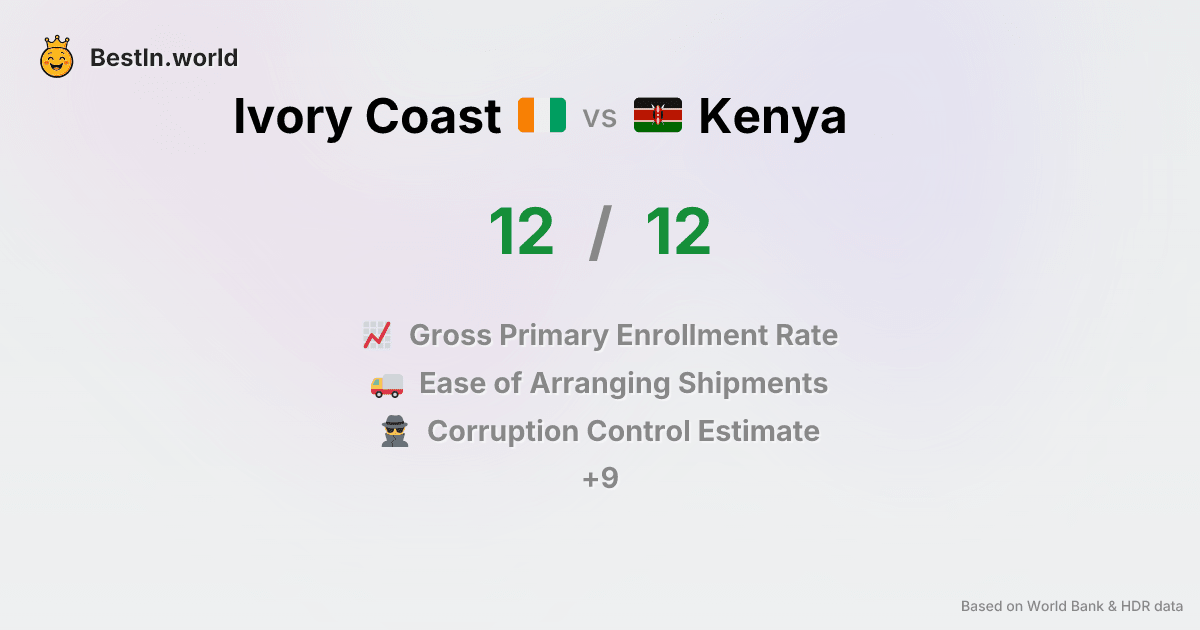 BestIn.world
Ivory Coast vs Kenya
12 / 12
Gross Primary Enrollment Rate
Ease of Arranging Shipments
Corruption Control Estimate
+9
Based on World Bank & HDR data